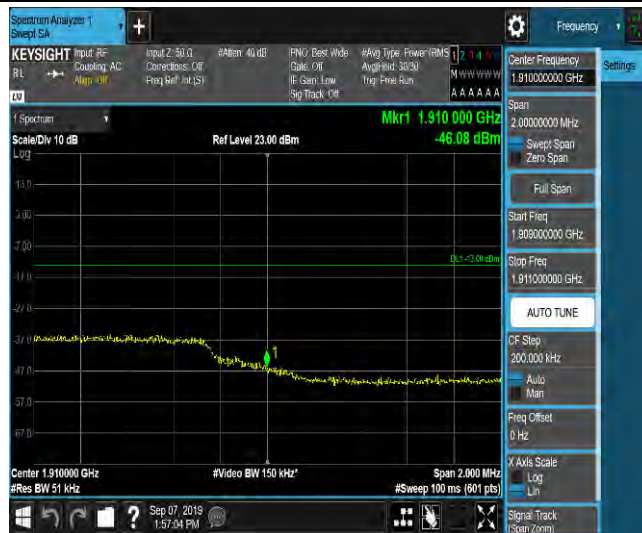 Spectrum Analyzer 1
Swept SA
+
Frequency
KEYSIGHT
RL
Input: RF
Coupling: AC
Align: Off
Input Z: 50 Ω
Corrections: Off
Freq Ref: Int (S)
#Atten: 40 dB
PNO: Best Wide
Gate: Off
IF Gain: Low
Sig Track: Off
#Avg Type: Power (RMS
Avg|Hold: 30/30
Trig: Free Run
M W W W W W
A A A A A A
1 Spectrum
Scale/Div 10 dB
Log
Ref Level 23.00 dBm
Mkr1 1.910 000 GHz
-46.08 dBm
13.0
3.00
-7.00
DL1 -13.00 dBm
-17.0
-27.0
-37.0
1
-47.0
-57.0
-67.0
Center 1.910000 GHz
#Video BW 150 kHz*
Span 2.000 MHz
#Res BW 51 kHz
#Sweep 100 ms (601 pts)
Sep 07, 2019
1:57:04 PM
?
Center Frequency
1.910000000 GHz
Settings
Span
2.00000000 MHz
Swept Span
Zero Span
Full Span
Start Freq
1.909000000 GHz
Stop Freq
1.911000000 GHz
AUTO TUNE
CF Step
200.000 kHz
Auto
Man
Freq Offset
0 Hz
X Axis Scale
Log
Lin
Signal Track
(Span Zoom)